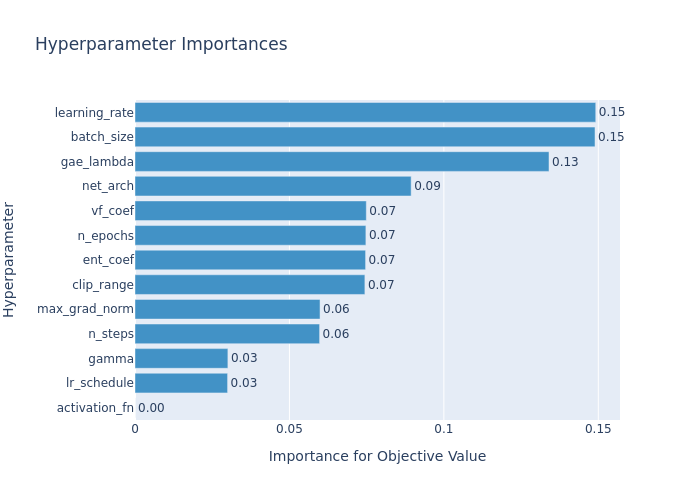 Hyperparameter Importances
learning_rate 0.15
batch_size 0.15
gae_lambda 0.13
net_arch 0.09
vf_coef 0.07
n_epochs 0.07
ent_coef 0.07
clip_range 0.07
max_grad_norm 0.06
n_steps 0.06
gamma 0.03
lr_schedule 0.03
activation_fn 0.00
0 0.05 0.1 0.15
Importance for Objective Value
Hyperparameter